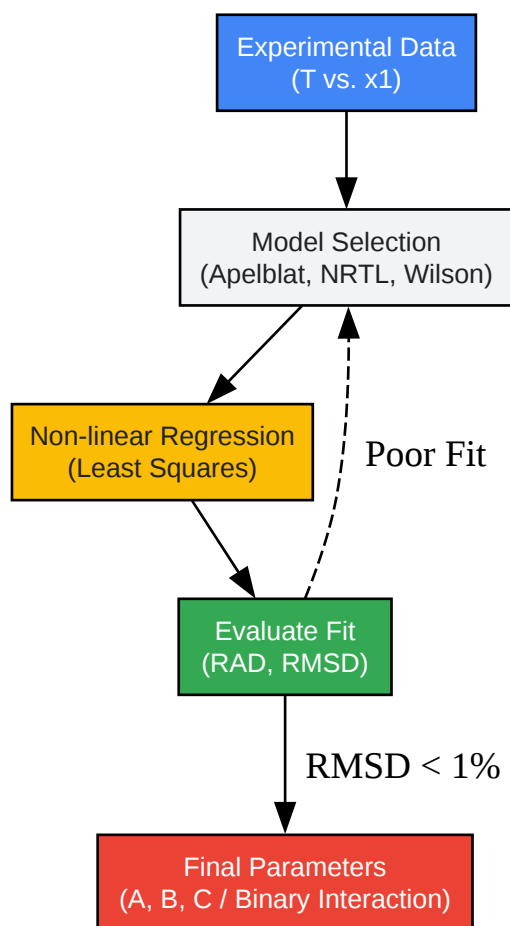 Experimental Data
(T vs. x1)
Model Selection
(Apelblat, NRTL, Wilson)
Non-linear Regression
(Least Squares)
Poor Fit
Evaluate Fit
(RAD, RMSD)
RMSD < 1%
Final Parameters
(A, B, C / Binary Interaction)